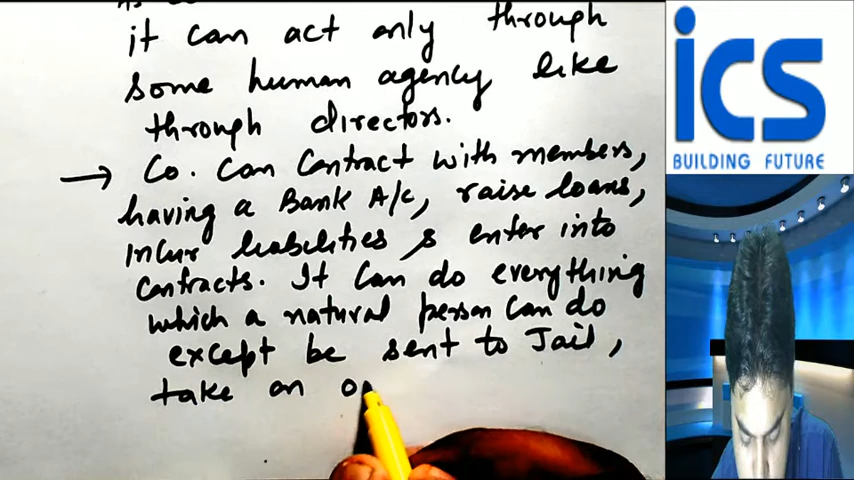 it can act only through
some human agency like
through directors.
→ Co. Can Contract with members,
having a Bank A/c, raise loans,
incur liabilities & enter into
Contracts. It Can do everything
which a natural person Can do
except be sent to Jail,
take an o
ics
BUILDING FUTURE